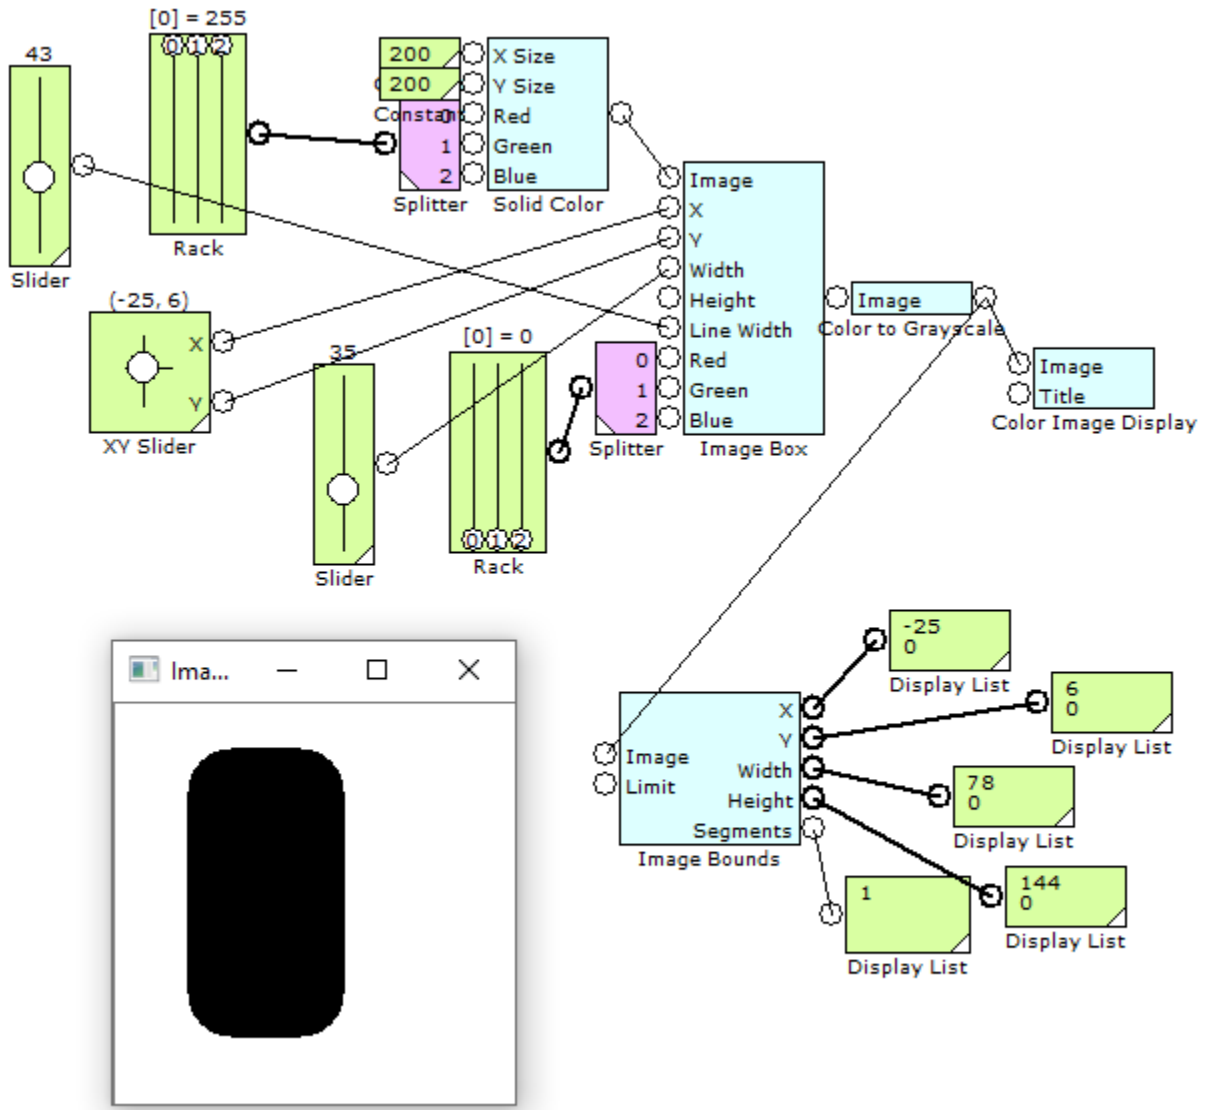 [0] = 255
43
200
X Size
200
Y Size
Constant
0
Red
1
Green
2
Blue
Splitter
Solid Color
0 1 2
Rack
Slider
Image
X
Y
Width
Height
Line Width
Red
Green
Blue
Image Box
Image
Color to Grayscale
(-25, 6)
X
Y
XY Slider
35
Slider
[0] = 0
0 1 2
Rack
0
1
2
Splitter
Image
Title
Color Image Display
-25
0
Display List
6
0
Display List
Ima...
X
Y
Image
Width
Limit
Height
Segments
Image Bounds
78
0
Display List
144
0
Display List
1
Display List